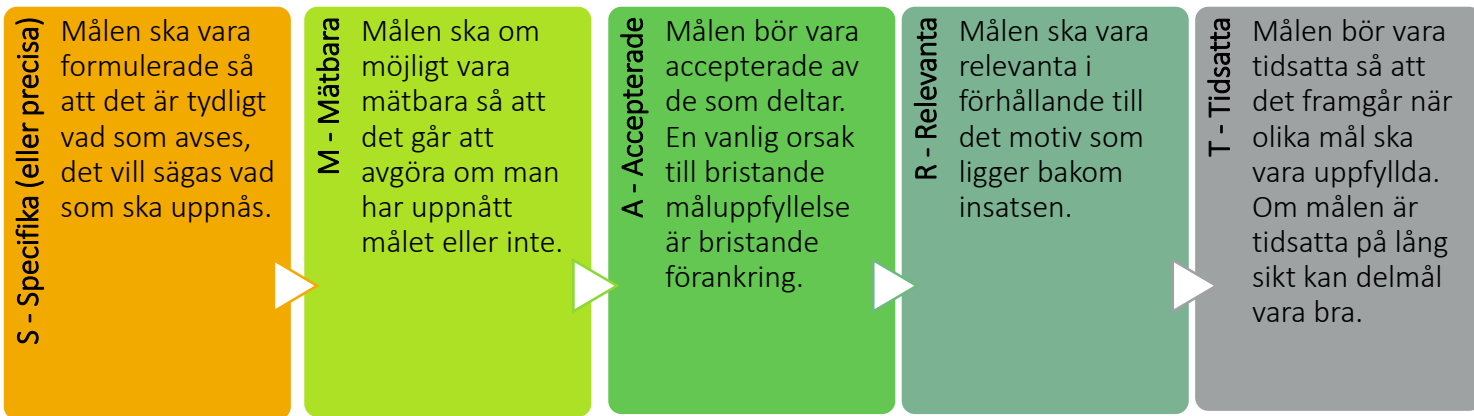 S - Specifika (eller precisa)
Målen ska vara
formulerade så
att det är tydligt
vad som avses,
det vill sägas vad
som ska uppnås.
M - Mätbara
Målen ska om
möjligt vara
mätbara så att
det går att
avgöra om man
har uppnått
målet eller inte.
A - Accepterade
Målen bör vara
accepterade av
de som deltar.
En vanlig orsak
till bristande
måluppfyllelse
är bristande
förankring.
R - Relevanta
Målen ska vara
relevanta i
förhållande till
det motiv som
ligger bakom
insatsen.
T - Tidsatta
Målen bör vara
tidsatta så att
det framgår när
olika mål ska
vara uppfyllda.
Om målen är
tidsatta på lång
sikt kan delmål
vara bra.